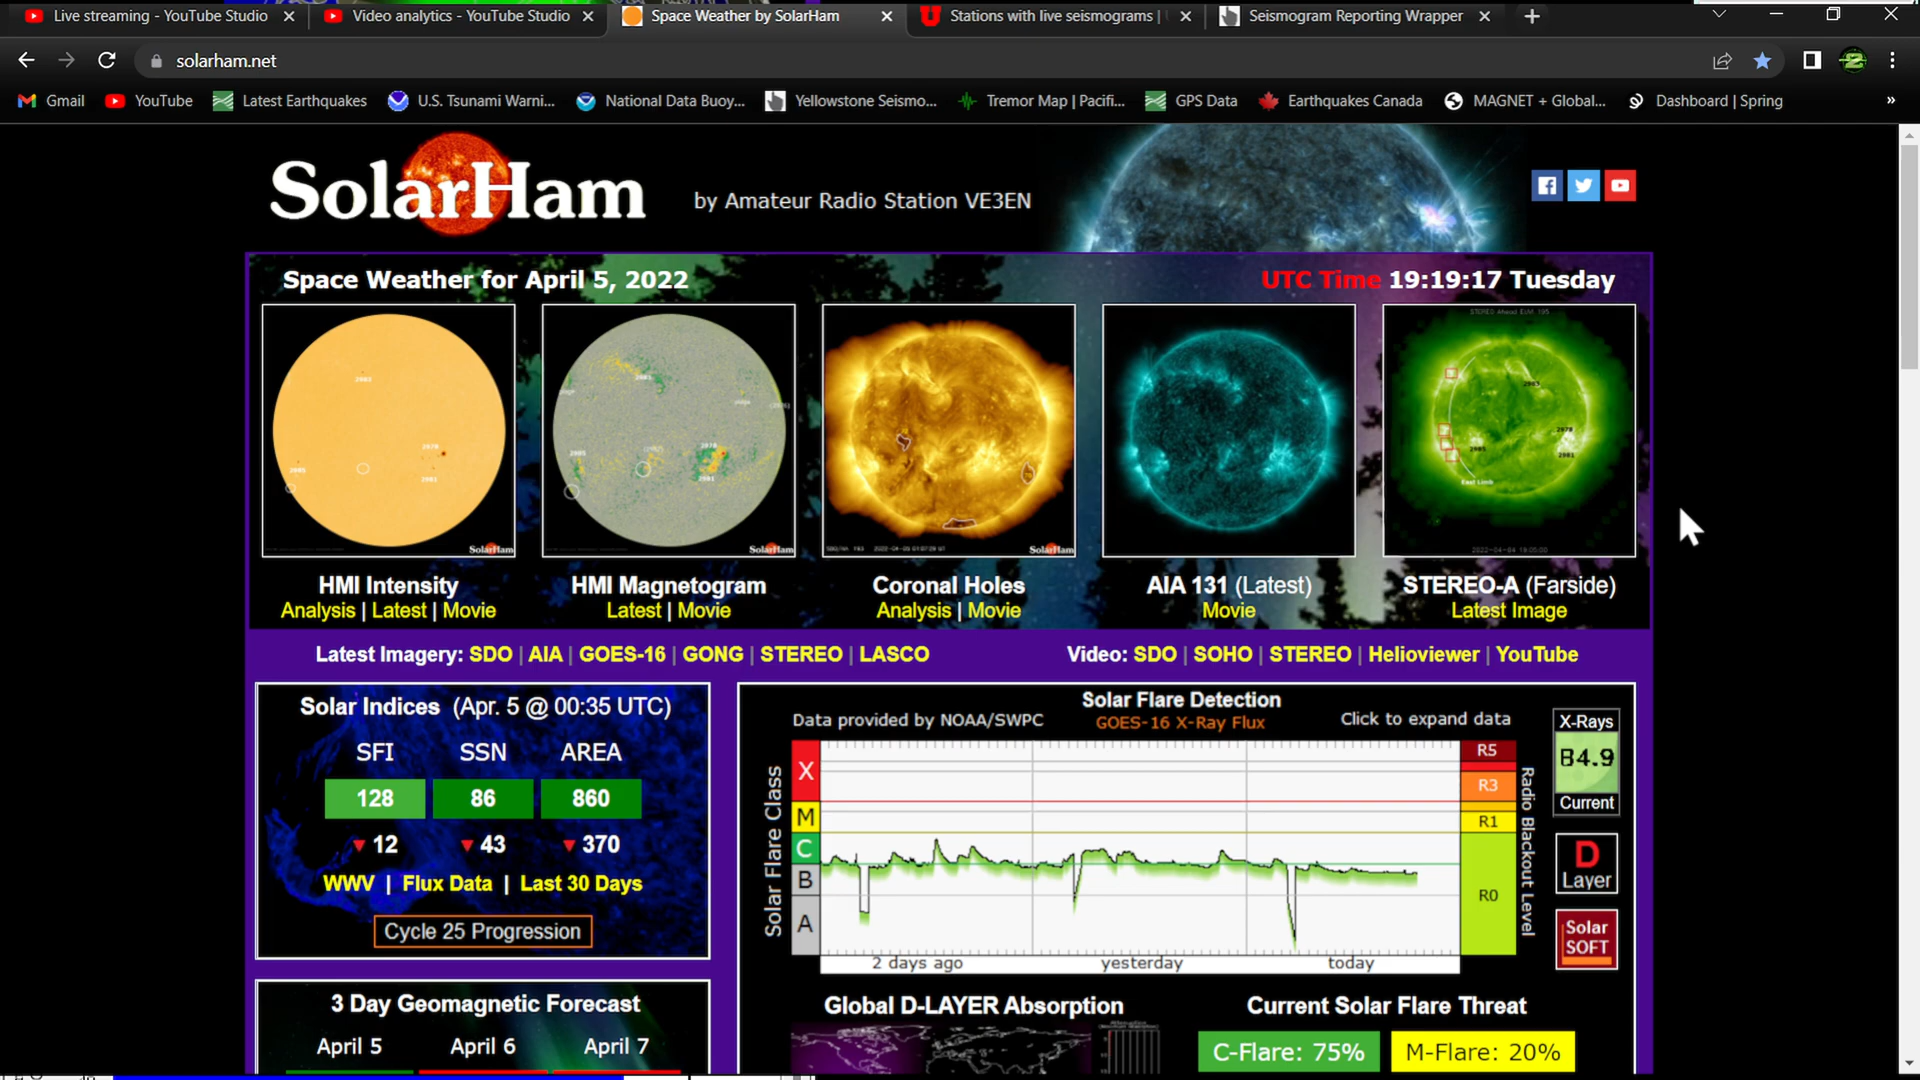 Live streaming - YouTube Studio
Video analytics - YouTube Studio
Space Weather by SolarHam
Stations with live seismograms |
Seismogram Reporting Wrapper
solarham.net
Gmail
YouTube
Latest Earthquakes
U.S. Tsunami Warni...
National Data Buoy...
Yellowstone Seismo...
Tremor Map | Pacifi...
GPS Data
Earthquakes Canada
MAGNET + Global...
Dashboard | Spring
»
SolarHam
by Amateur Radio Station VE3EN
Space Weather for April 5, 2022
UTC Time 19:19:17 Tuesday
STEREO Ahead EUVI 195
East Limb
SolarHam
SolarHam
SolarHam
HMI Intensity
Analysis | Latest | Movie
HMI Magnetogram
Latest | Movie
Coronal Holes
Analysis | Movie
AIA 131 (Latest)
Movie
STEREO-A (Farside)
Latest Image
Latest Imagery: SDO | AIA | GOES-16 | GONG | STEREO | LASCO
Video: SDO | SOHO | STEREO | Helioviewer | YouTube
Solar Indices (Apr. 5 @ 00:35 UTC)
SFI SSN AREA
128 86 860
▼ 12 ▼ 43 ▼ 370
WWV | Flux Data | Last 30 Days
Cycle 25 Progression
3 Day Geomagnetic Forecast
April 5 April 6 April 7
Solar Flare Detection
Data provided by NOAA/SWPC
GOES-16 X-Ray Flux
Click to expand data
Solar Flare Class
X
M
C
B
A
R5
R3
R1
R0
Radio Blackout Level
2 days ago yesterday today
X-Rays
B4.9
Current
D
Layer
Solar
SOFT
Global D-LAYER Absorption
Current Solar Flare Threat
C-Flare: 75%
M-Flare: 20%